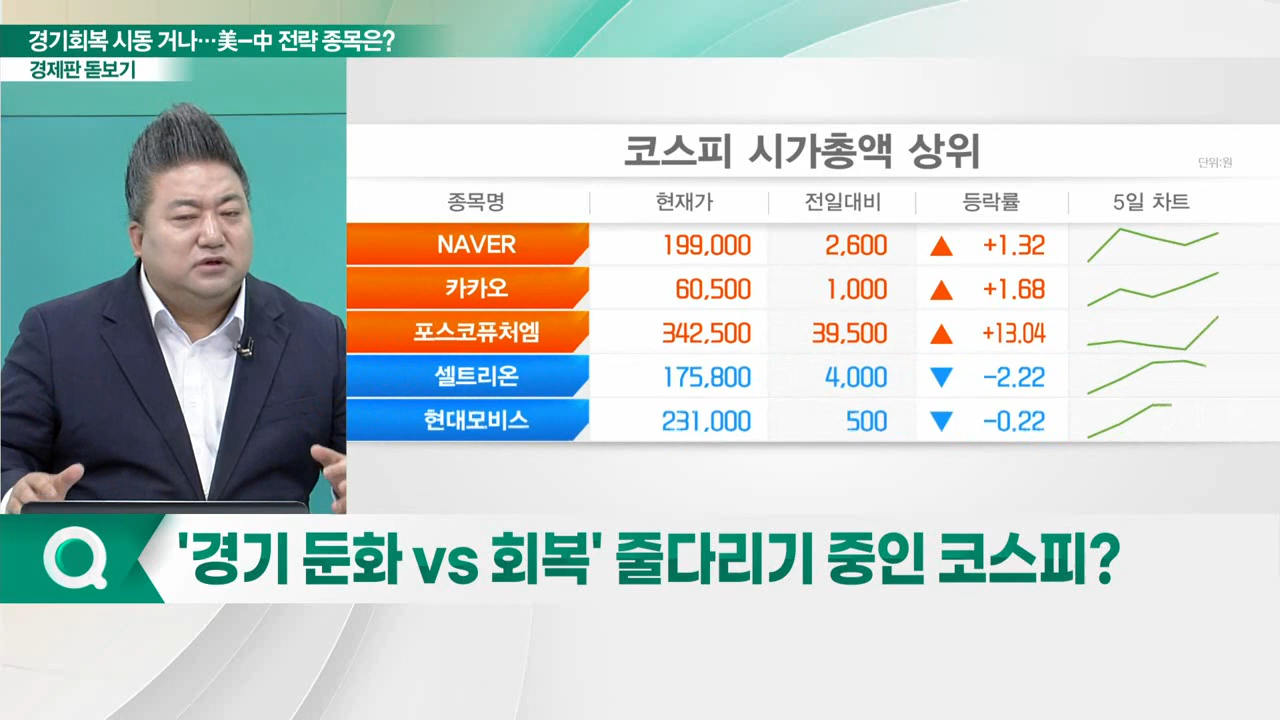 경기회복 시동 거나…美-中 전략 종목은?
경제판 돋보기
코스피 시가총액 상위
단위:원
종목명 현재가 전일대비 등락률 5일 차트
NAVER 199,000 2,600 ▲ +1.32
카카오 60,500 1,000 ▲ +1.68
포스코퓨처엠 342,500 39,500 ▲ +13.04
셀트리온 175,800 4,000 ▼ -2.22
현대모비스 231,000 500 ▼ -0.22
'경기 둔화 vs 회복' 줄다리기 중인 코스피?